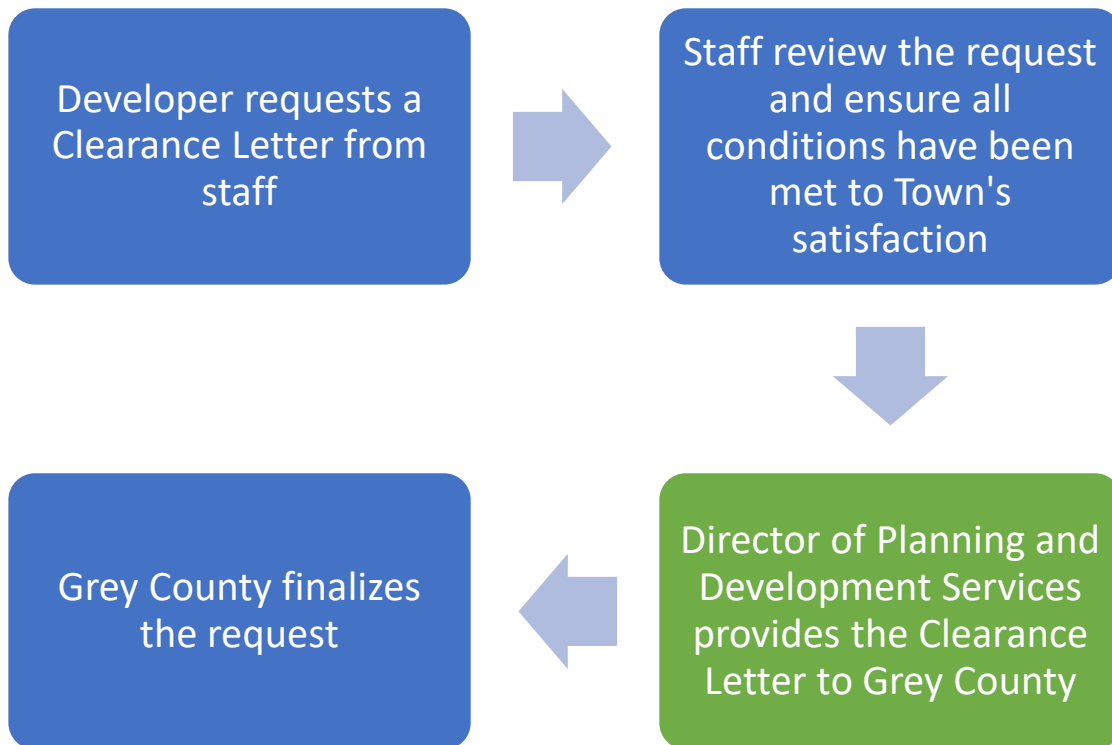 Developer requests a
Clearance Letter from
staff
Staff review the request
and ensure all
conditions have been
met to Town's
satisfaction
Director of Planning and
Development Services
provides the Clearance
Letter to Grey County
Grey County finalizes
the request